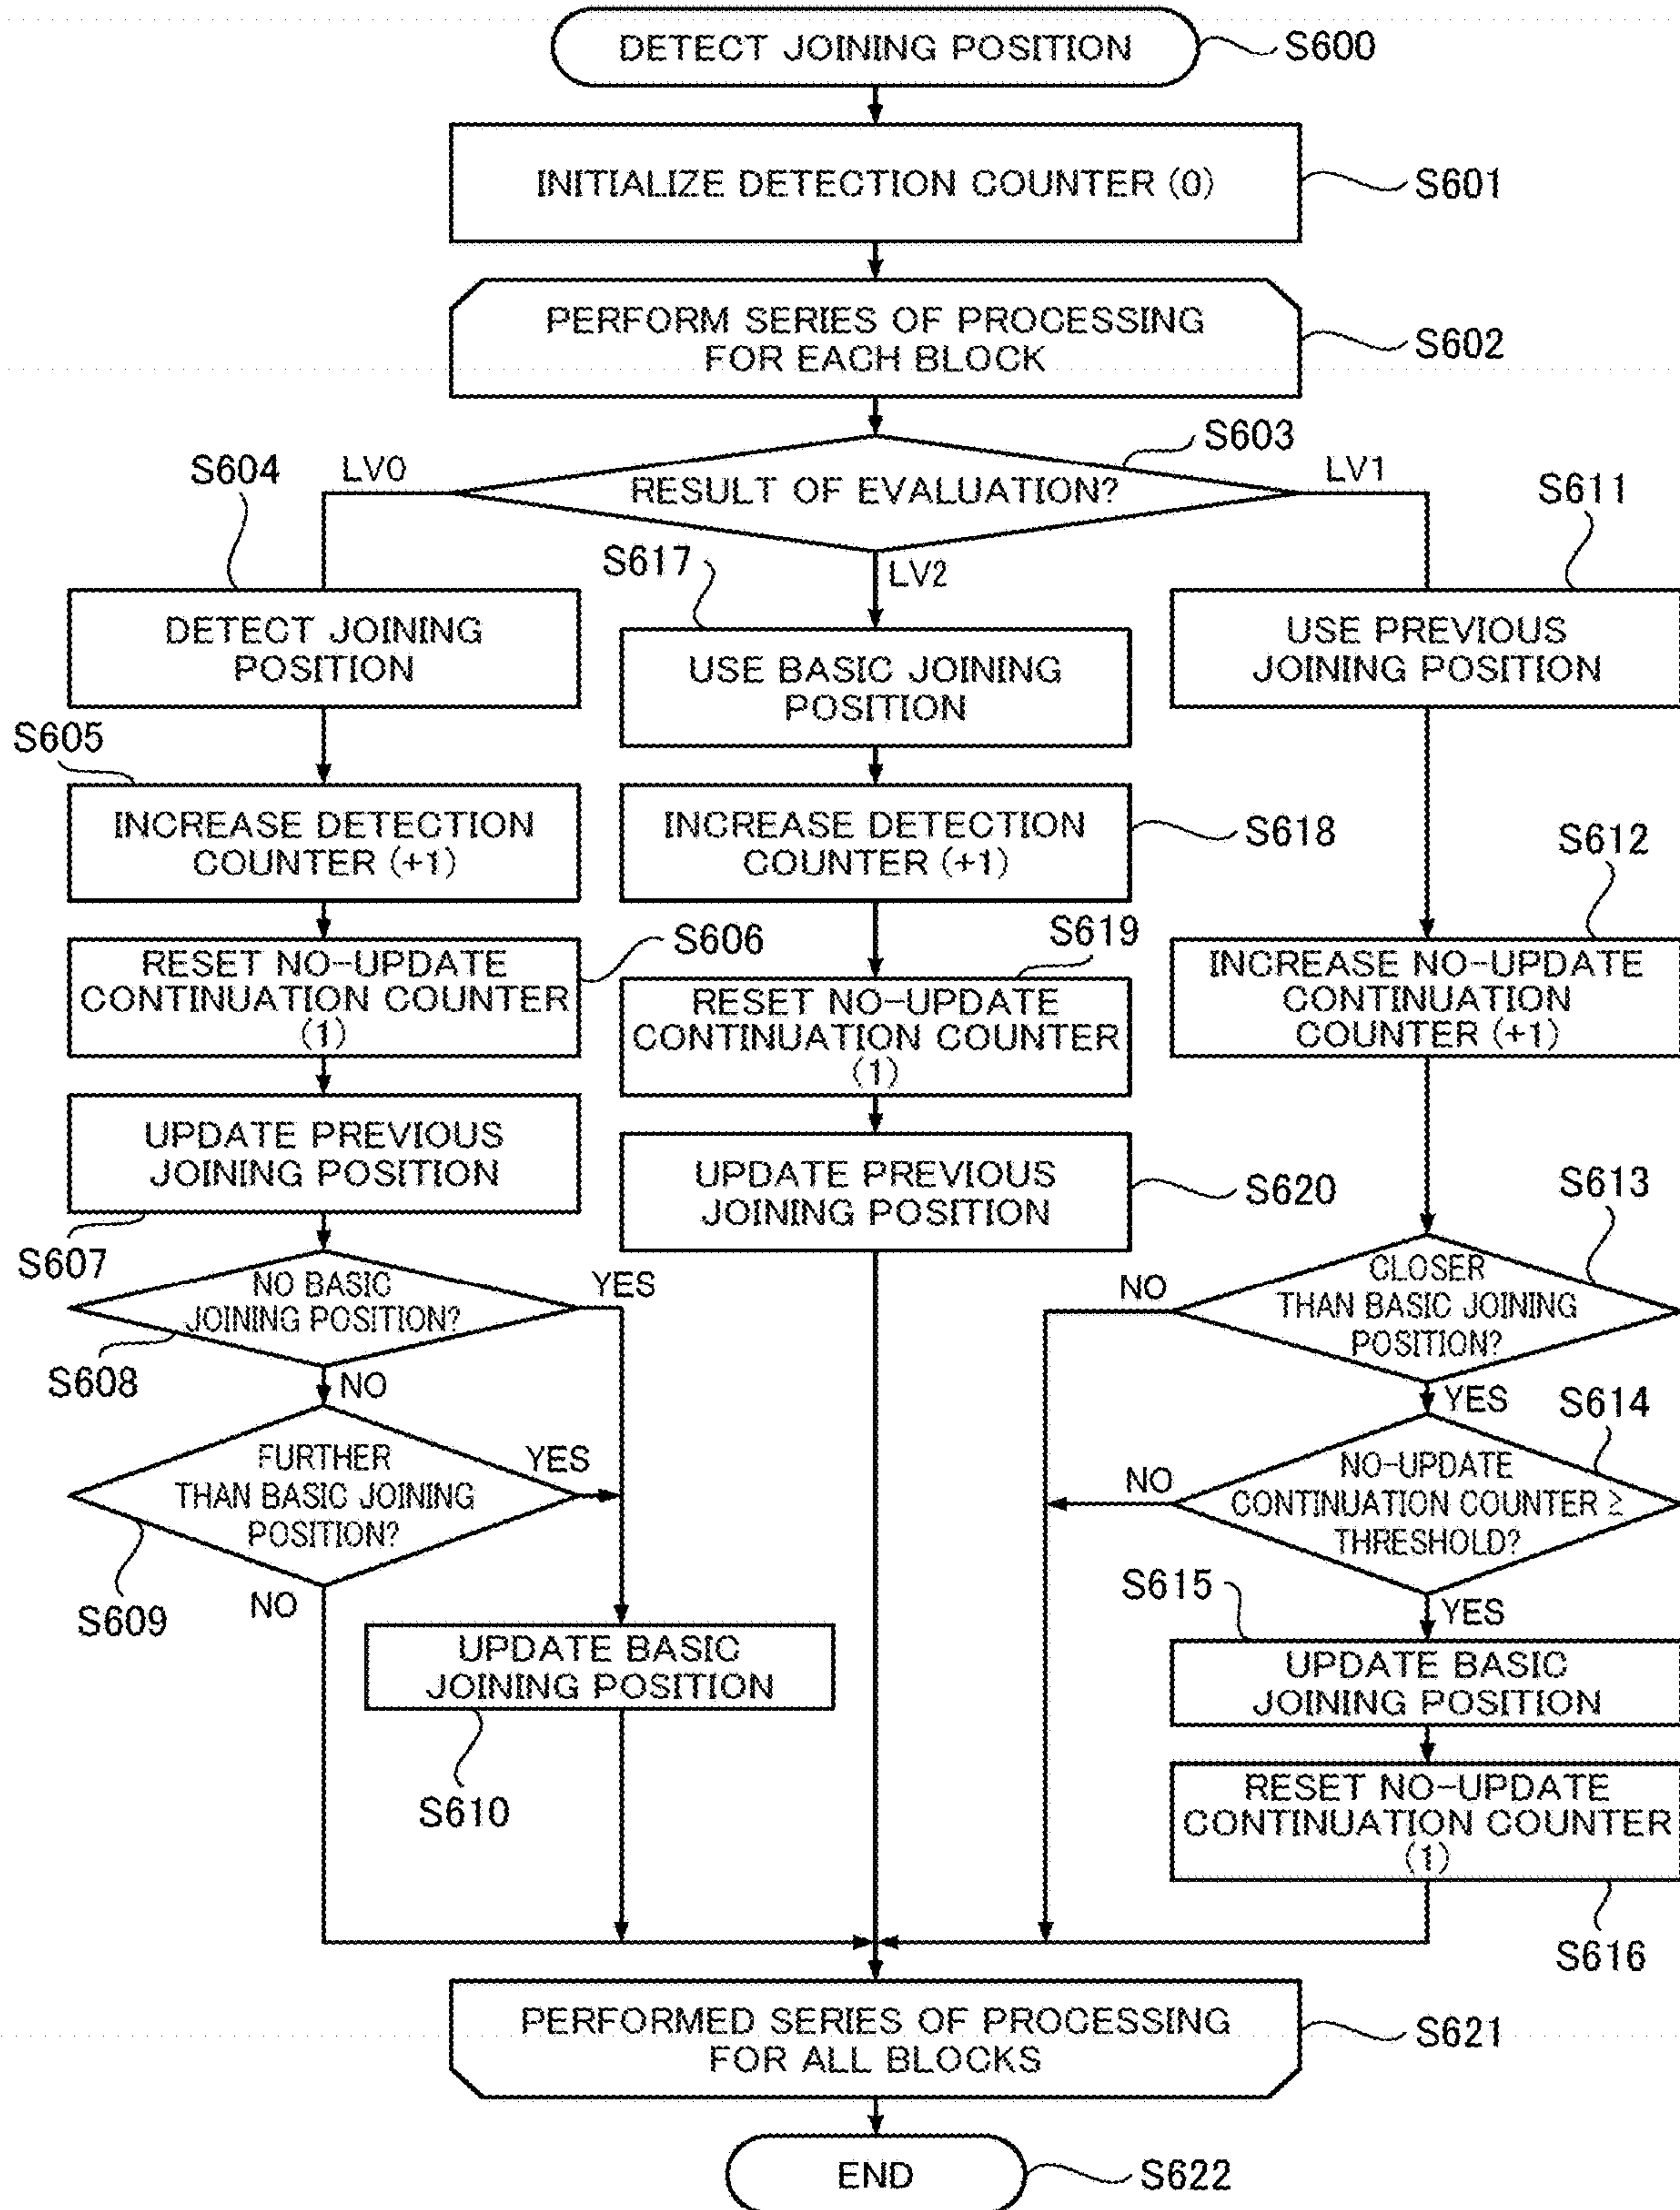 DETECT JOINING POSITION
S600
INITIALIZE DETECTION COUNTER (0)
S601
PERFORM SERIES OF PROCESSING
FOR EACH BLOCK
S602
S603
RESULT OF EVALUATION?
LV0
LV1
LV2
S604
DETECT JOINING
POSITION
S605
INCREASE DETECTION
COUNTER (+1)
RESET NO-UPDATE
CONTINUATION COUNTER
(1)
S606
UPDATE PREVIOUS
JOINING POSITION
S607
NO BASIC
JOINING POSITION?
YES
S608
NO
FURTHER
THAN BASIC JOINING
POSITION?
YES
S609
NO
UPDATE BASIC
JOINING POSITION
S610
S617
USE BASIC JOINING
POSITION
INCREASE DETECTION
COUNTER (+1)
S618
S619
RESET NO-UPDATE
CONTINUATION COUNTER
(1)
UPDATE PREVIOUS
JOINING POSITION
S620
S611
USE PREVIOUS
JOINING POSITION
S612
INCREASE NO-UPDATE
CONTINUATION
COUNTER (+1)
S613
CLOSER
THAN BASIC JOINING
POSITION?
NO
YES
S614
NO-UPDATE
CONTINUATION COUNTER ≥
THRESHOLD?
NO
YES
S615
UPDATE BASIC
JOINING POSITION
RESET NO-UPDATE
CONTINUATION COUNTER
(1)
S616
PERFORMED SERIES OF PROCESSING
FOR ALL BLOCKS
S621
END
S622